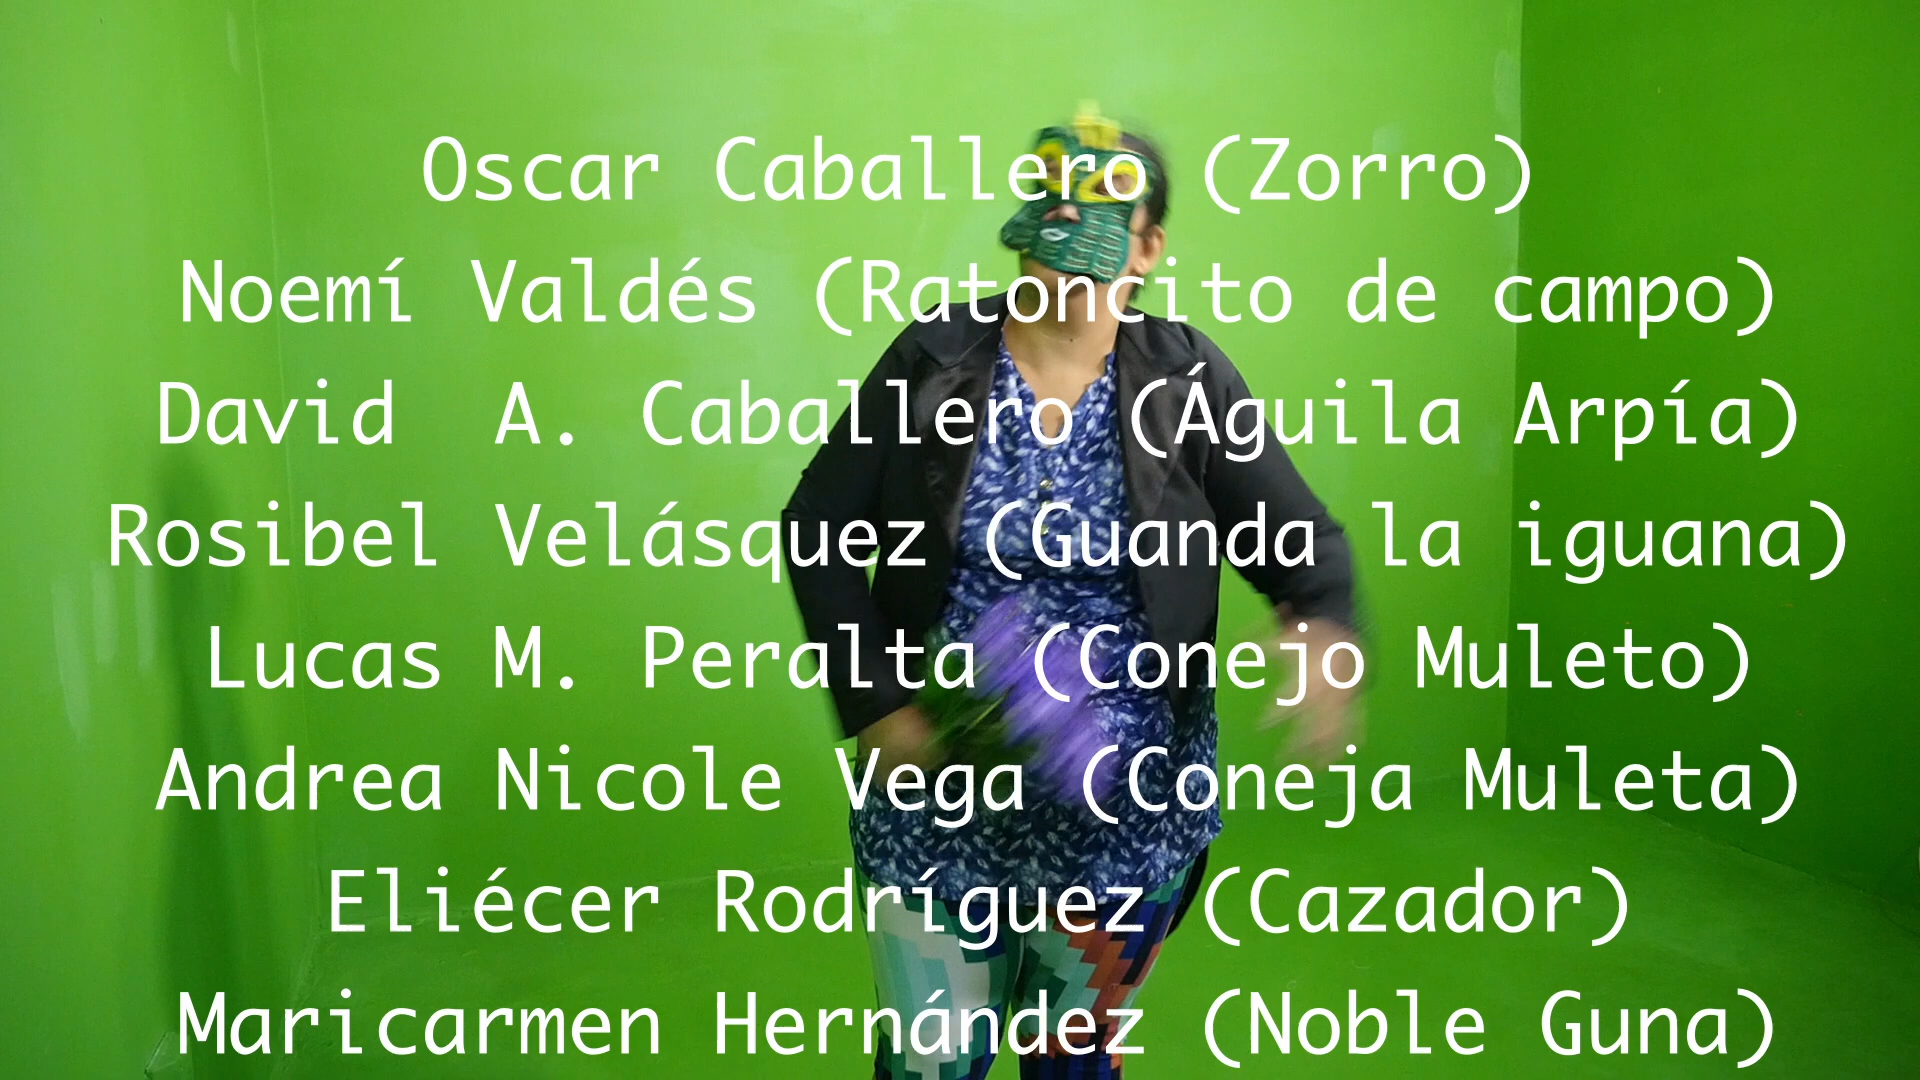 Oscar Caballero (Zorro)
Noemí Valdés (Ratoncito de campo)
David  A. Caballero (Águila Arpía)
Rosibel Velásquez (Guanda la iguana)
Lucas M. Peralta (Conejo Muleto)
Andrea Nicole Vega (Coneja Muleta)
Eliécer Rodríguez (Cazador)
Maricarmen Hernández (Noble Guna)